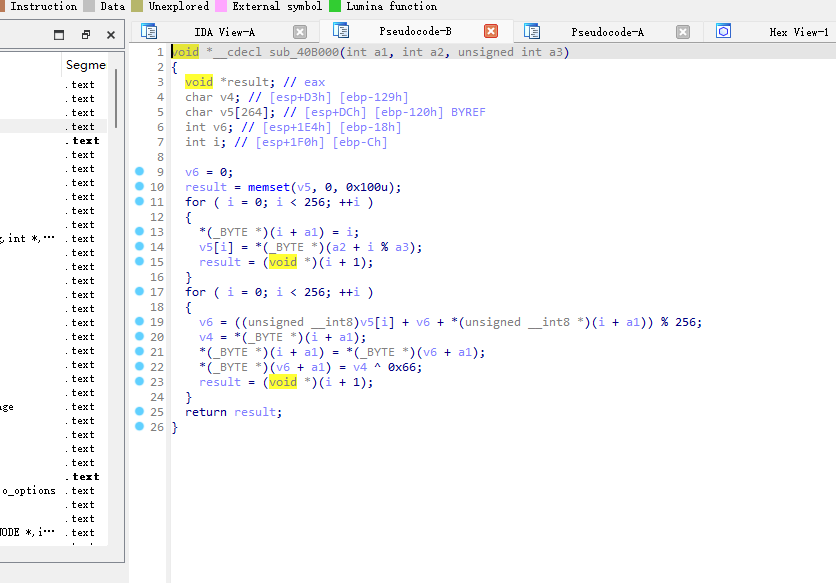 Instruction Data Unexplored External symbol Lumina function
IDA View-A Pseudocode-B Pseudocode-A Hex View-1
Segme
.text
.text
.text
.text
.text
.text
.text
.text
.text
.text
.text
,int *,… .text
.text
.text
.text
.text
.text
.text
.text
.text
.text
.text
.text
age .text
.text
.text
.text
.text
.text
o_options .text
.text
.text
NODE *,i… .text
1 void *__cdecl sub_40B000(int a1, int a2, unsigned int a3)
2 {
3 void *result; // eax
4 char v4; // [esp+D3h] [ebp-129h]
5 char v5[264]; // [esp+DCh] [ebp-120h] BYREF
6 int v6; // [esp+1E4h] [ebp-18h]
7 int i; // [esp+1F0h] [ebp-Ch]
8
9 v6 = 0;
10 result = memset(v5, 0, 0x100u);
11 for ( i = 0; i < 256; ++i )
12 {
13 *(_BYTE *)(i + a1) = i;
14 v5[i] = *(_BYTE *)(a2 + i % a3);
15 result = (void *)(i + 1);
16 }
17 for ( i = 0; i < 256; ++i )
18 {
19 v6 = ((unsigned __int8)v5[i] + v6 + *(unsigned __int8 *)(i + a1)) % 256;
20 v4 = *(_BYTE *)(i + a1);
21 *(_BYTE *)(i + a1) = *(_BYTE *)(v6 + a1);
22 *(_BYTE *)(v6 + a1) = v4 ^ 0x66;
23 result = (void *)(i + 1);
24 }
25 return result;
26 }